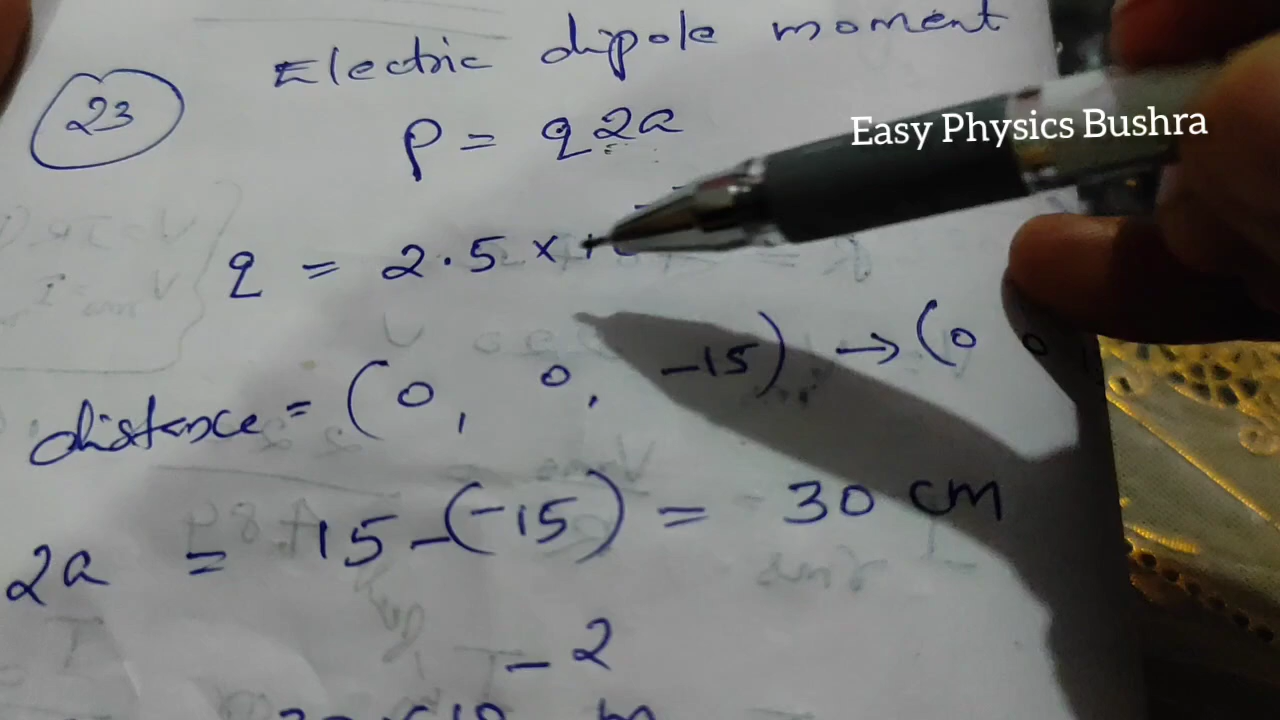 Electric dipole moment
23
p = q 2a
Easy Physics Bushra
q = 2.5 ×
distance = (0, 0, -15) → (0
2a = 15 - (-15) = 30 cm
-2
m